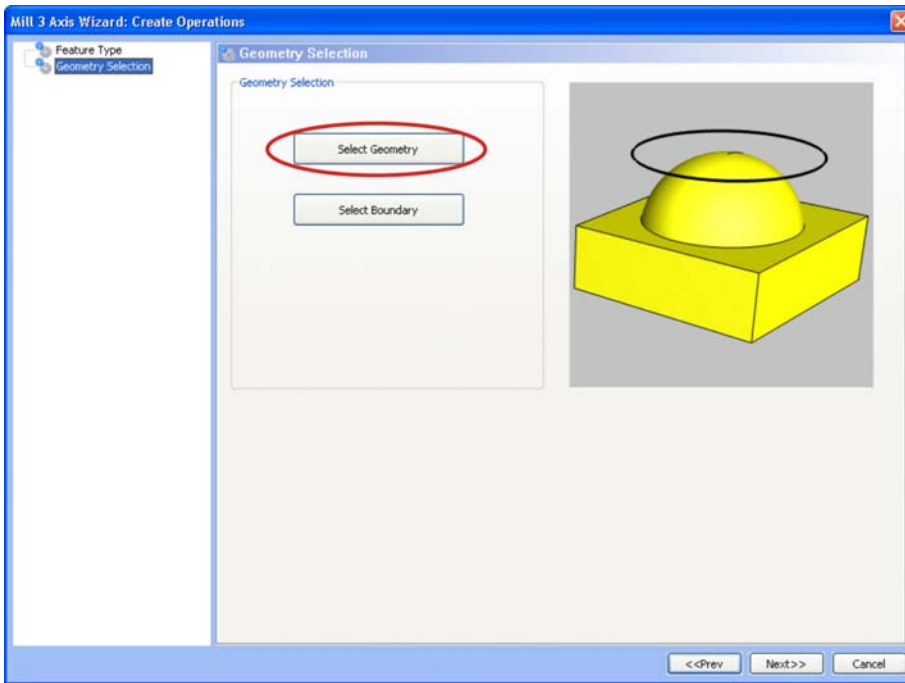 Mill 3 Axis Wizard: Create Operations
Feature Type
Geometry Selection
Geometry Selection
Geometry Selection
Select Geometry
Select Boundary
<<Prev
Next>>
Cancel